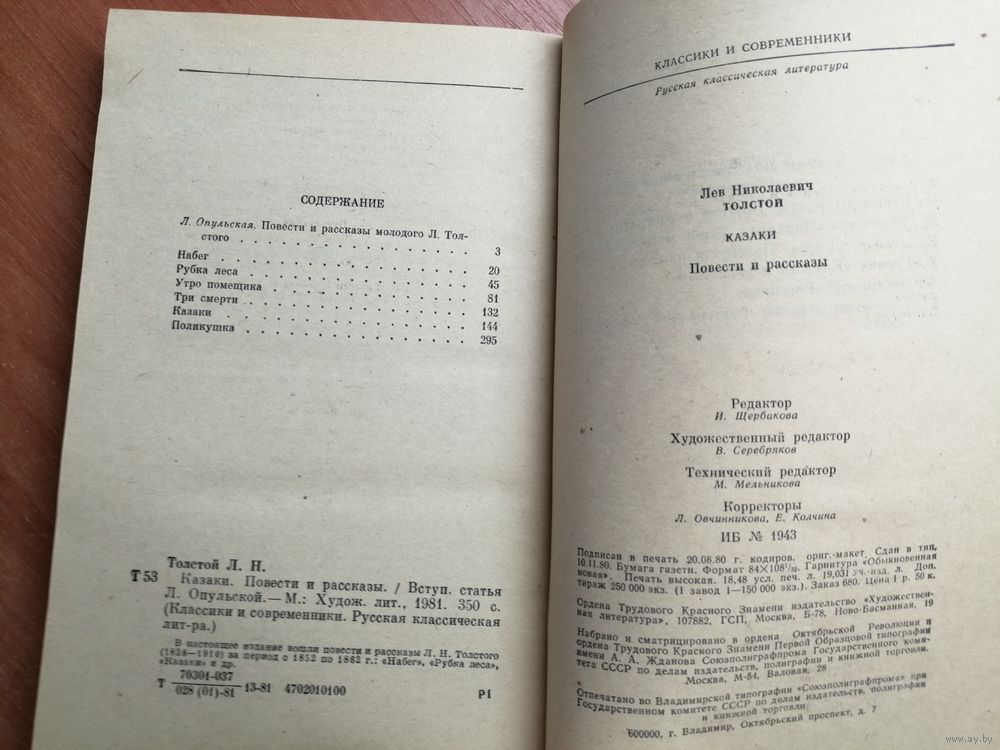 СОДЕРЖАНИЕ
Л. Опульская. Повести и рассказы молодого Л. Тол-
стого . . . . . . . . . . . . . . 3
Набег . . . . . . . . . . . . . . 20
Рубка леса . . . . . . . . . . . . . 45
Утро помещика . . . . . . . . . . . . 81
Три смерти . . . . . . . . . . . . . 132
Казаки . . . . . . . . . . . . . . 144
Поликушка . . . . . . . . . . . . . 295
Толстой Л. Н.
Т 53 Казаки. Повести и рассказы. / Вступ. статья
Л. Опульской.— М.: Худож. лит., 1981. 350 с.
(Классики и современники. Русская классическая
лит-ра.)
В настоящее издание вошли повести и рассказы Л. Н. Толстого
(1828—1910) за период с 1852 по 1862 г.: «Набег», «Рубка леса»,
«Казаки» и др.
Т 70301-037
028 (01)-81 13-81 4702010100 Р1
КЛАССИКИ И СОВРЕМЕННИКИ
Русская классическая литература
Лев Николаевич
ТОЛСТОЙ
КАЗАКИ
Повести и рассказы
Редактор
И. Щербакова
Художественный редактор
В. Серебряков
Технический редактор
М. Мельникова
Корректоры
Л. Овчинникова, Е. Колчина
ИБ № 1943
Подписан в печать 20.08.80 г. кодиров. ориг.-макет. Сдан в тип.
10.11.80. Бумага газетн. Формат 84×108¹/₃₂. Гарнитура «Обыкновенная
новая». Печать высокая. 18,48 усл. печ. л. 19,031 уч.-изд. л. Доп.
тираж 250 000 экз. (1 завод 1—150 000 экз.). Заказ 680. Цена 1 р. 50 к.
Ордена Трудового Красного Знамени издательство «Художествен-
ная литература», 107882, ГСП, Москва, Б-78, Ново-Басманная, 19
Набрано и сматрицировано в ордена Октябрьской Революции и
ордена Трудового Красного Знамени Первой Образцовой типографии
имени А. А. Жданова Союзполиграфпрома Государственного коми-
тета СССР по делам издательств, полиграфии и книжной торговли.
Москва, М-54, Валовая, 28
Отпечатано во Владимирской типографии «Союзполиграфпрома» при
Государственном комитете СССР по делам издательств, полиграфии
и книжной торговли
600000, г. Владимир, Октябрьский проспект, д. 7
www.ay.by